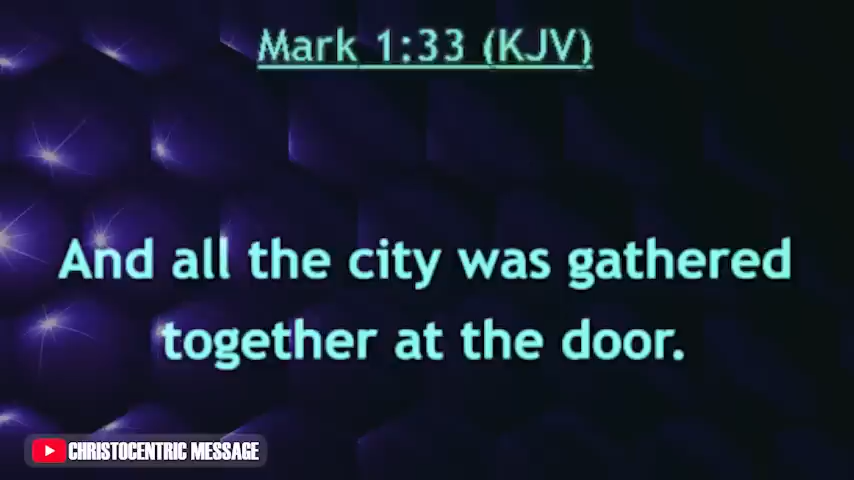 Mark 1:33 (KJV)
And all the city was gathered
together at the door.
CHRISTOCENTRIC MESSAGE